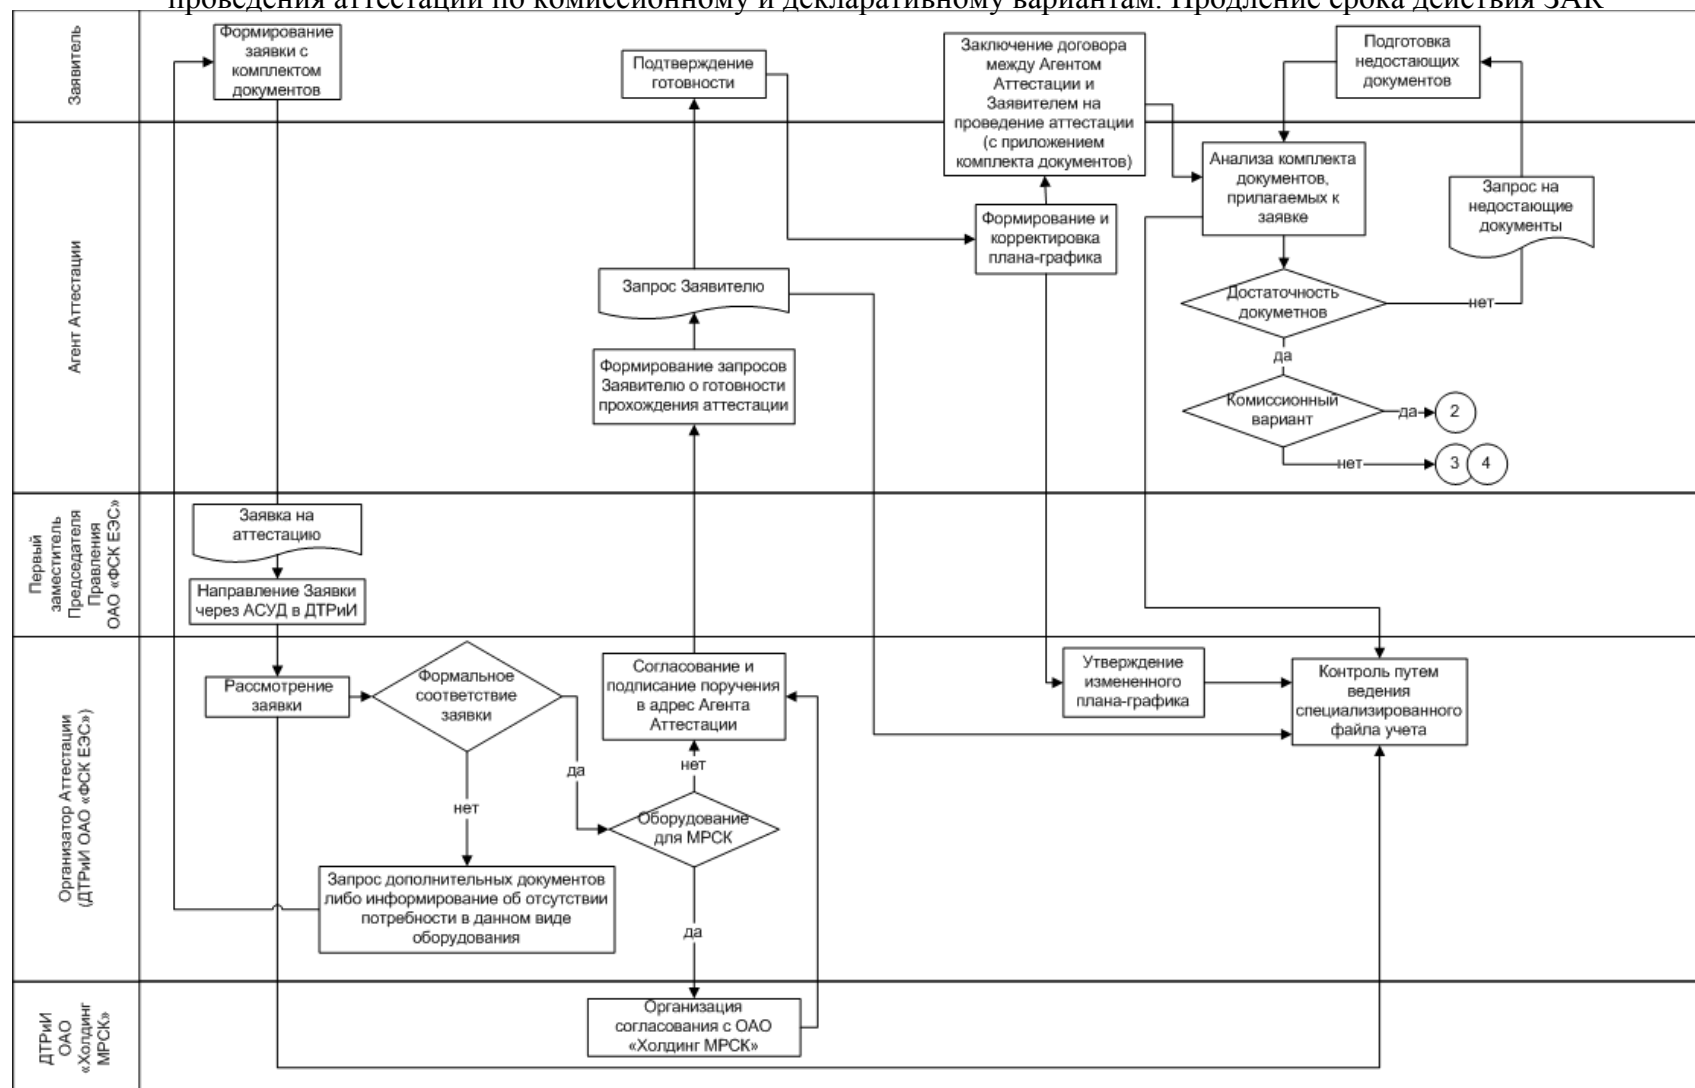 проведения аттестации по комиссионному и декларативному вариантам. Продление срока действия ЗАК
Заявитель
Формирование
заявки с
комплектом
документов
Подтверждение
готовности
Заключение договора
между Агентом
Аттестации и
Заявителем на
проведение аттестации
(с приложением
комплекта документов)
Подготовка
недостающих
документов
Агент Аттестации
Анализа комплекта
документов,
прилагаемых к
заявке
Запрос на
недостающие
документы
Формирование и
корректировка
плана-графика
Запрос Заявителю
Достаточность
докуметнов
нет
да
Формирование запросов
Заявителю о готовности
прохождения аттестации
Комиссионный
вариант
да
2
нет
3
4
Первый
заместитель
Председателя
Правления
ОАО «ФСК ЕЭС»
Заявка на
аттестацию
Направление Заявки
через АСУД в ДТРиИ
Организатор Аттестации
(ДТРиИ ОАО «ФСК ЕЭС»)
Рассмотрение
заявки
Формальное
соответствие
заявки
да
нет
Согласование и
подписание поручения
в адрес Агента
Аттестации
нет
Оборудование
для МРСК
да
Утверждение
измененного
плана-графика
Контроль путем
ведения
специализированного
файла учета
Запрос дополнительных документов
либо информирование об отсутствии
потребности в данном виде
оборудования
ДТРиИ
ОАО
«Холдинг
МРСК»
Организация
согласования с ОАО
«Холдинг МРСК»